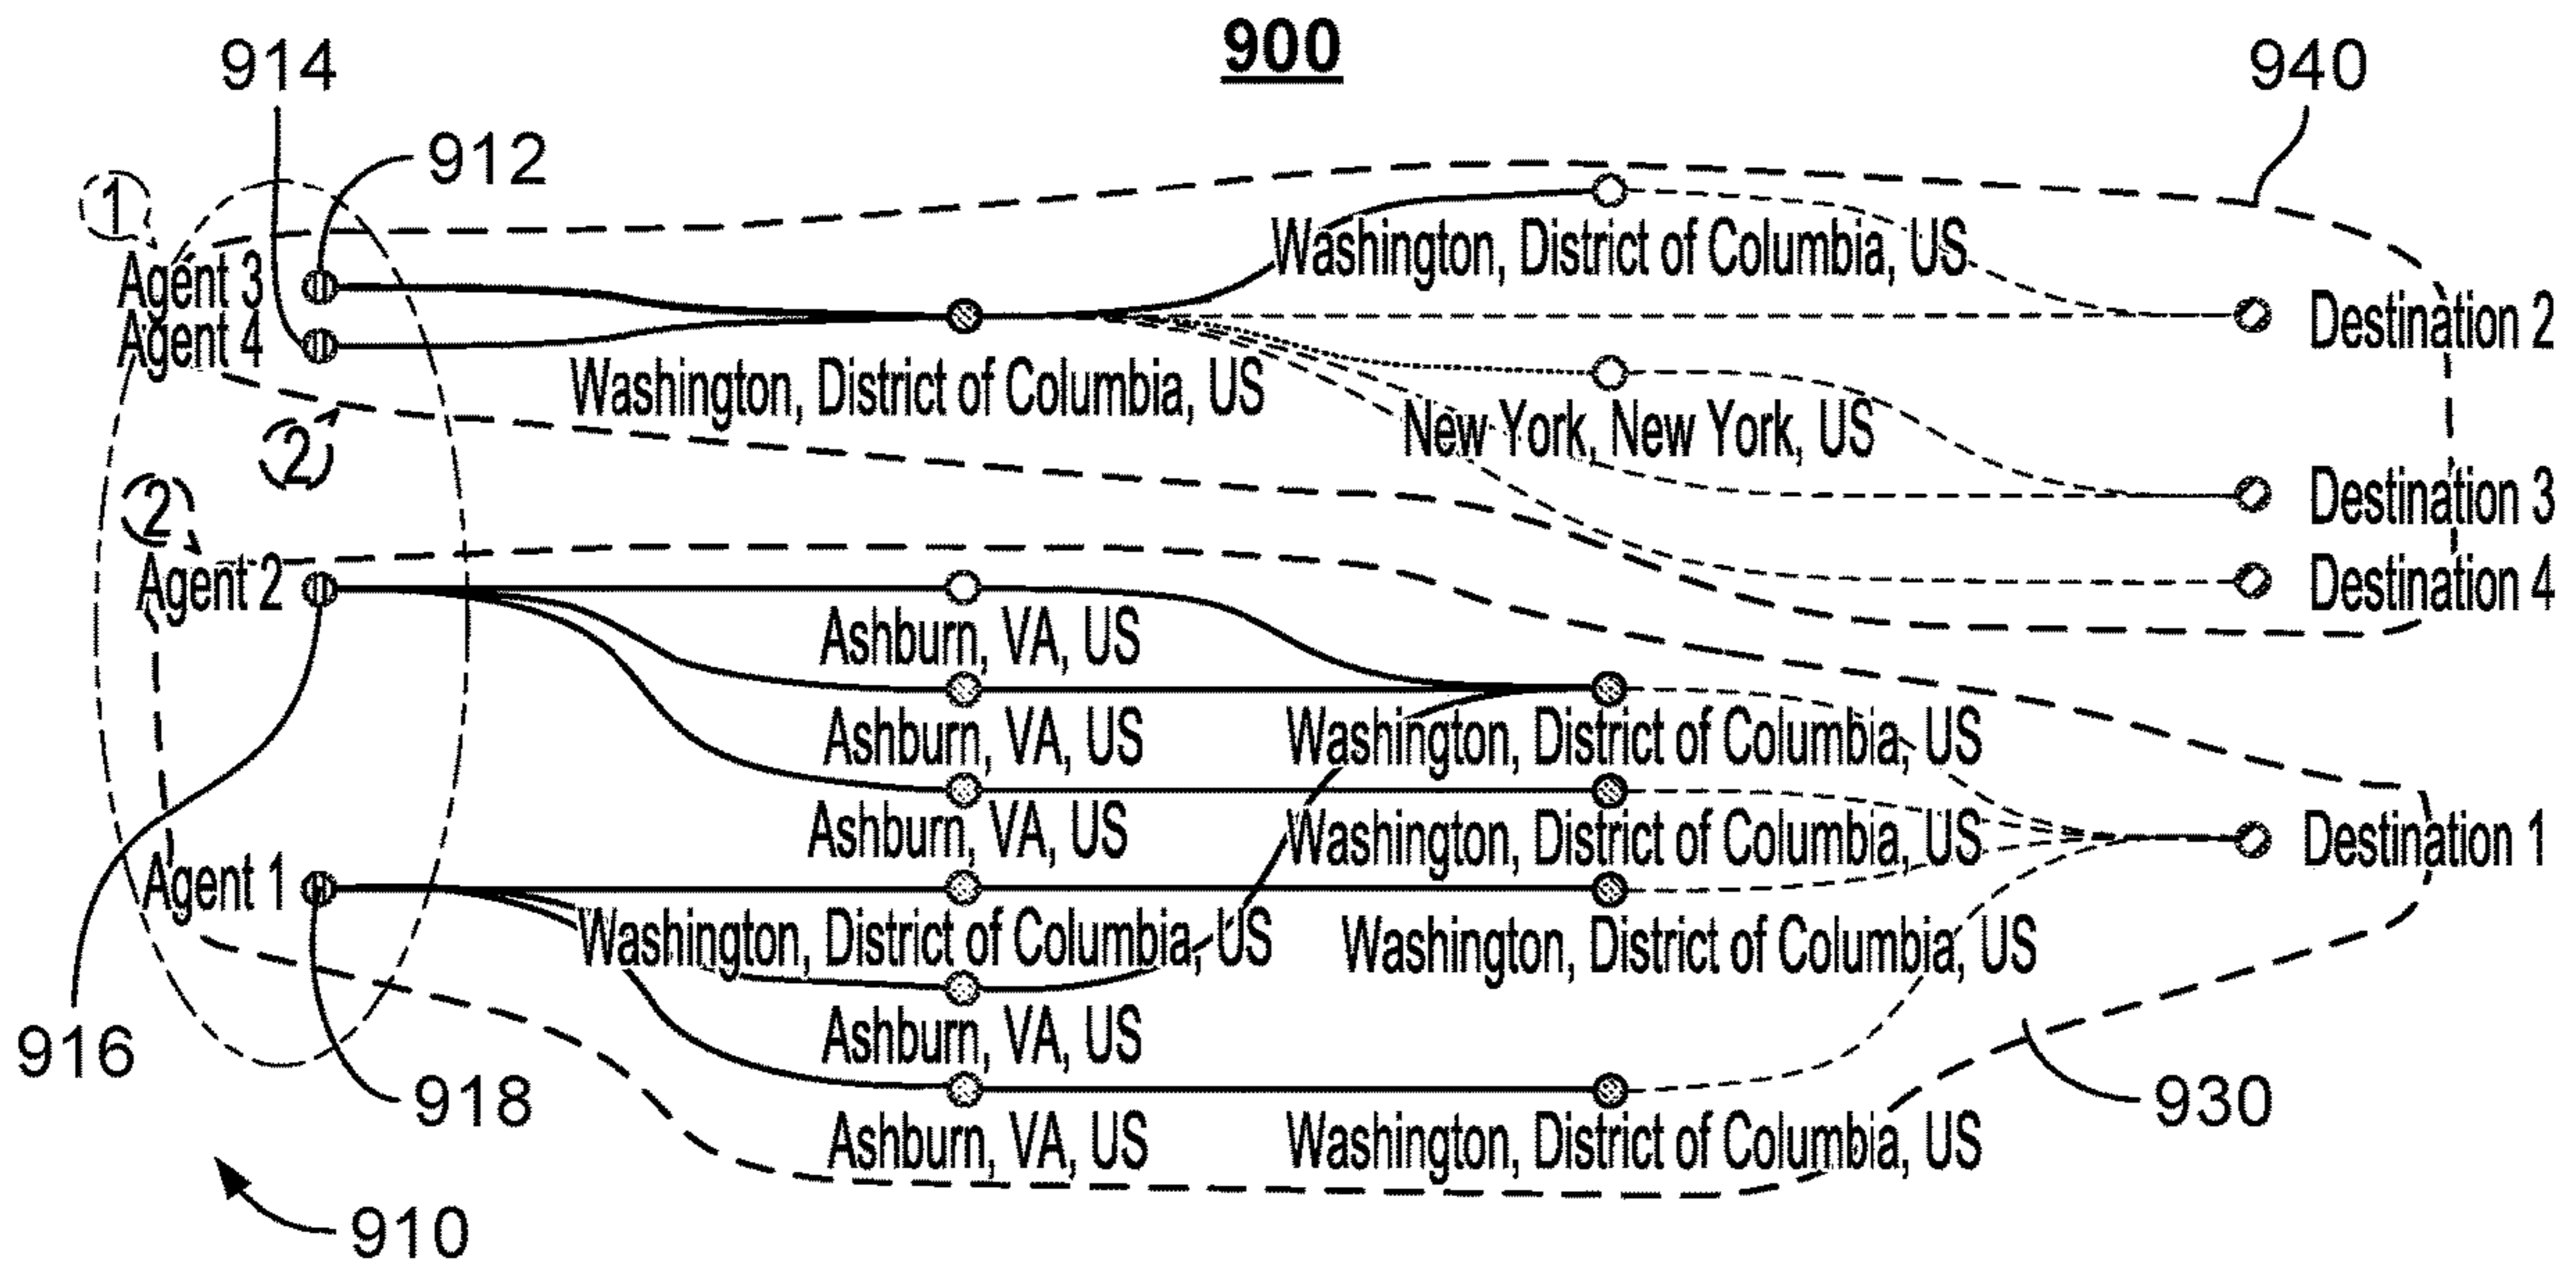 900
914
940
912
1
Washington, District of Columbia, US
Agent 3
Destination 2
Agent 4
Washington, District of Columbia, US
New York, New York, US
2
Destination 3
2
Agent 2
Destination 4
Ashburn, VA, US
Ashburn, VA, US
Washington, District of Columbia, US
Ashburn, VA, US
Washington, District of Columbia, US
Destination 1
Agent 1
Washington, District of Columbia, US
Washington, District of Columbia, US
916
Ashburn, VA, US
918
930
Ashburn, VA, US
Washington, District of Columbia, US
910